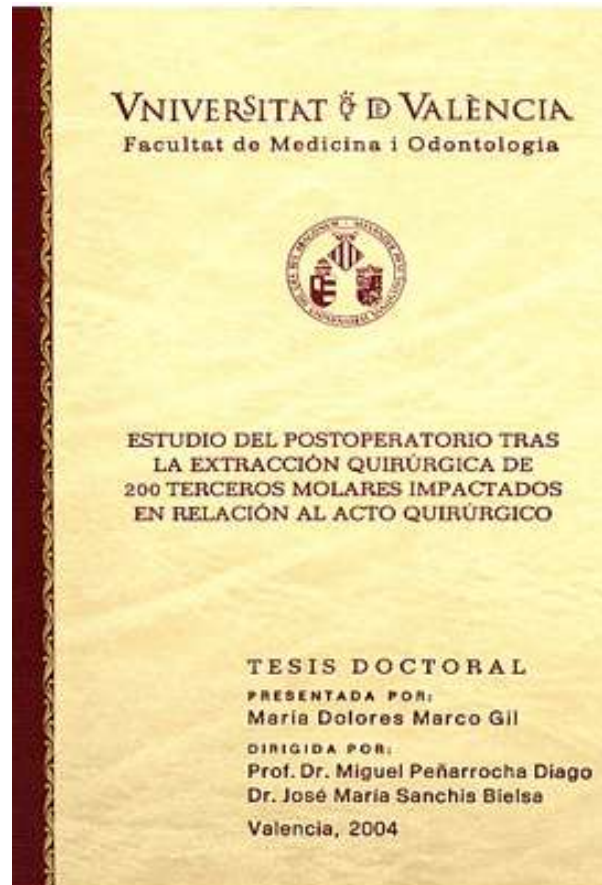 VNIVERSITAT Ö DE VALÈNCIA
Facultat de Medicina i Odontologia
ESTUDIO DEL POSTOPERATORIO TRAS
LA EXTRACCIÓN QUIRÚRGICA DE
200 TERCEROS MOLARES IMPACTADOS
EN RELACIÓN AL ACTO QUIRÚRGICO
TESIS DOCTORAL
PRESENTADA POR:
María Dolores Marco Gil
DIRIGIDA POR:
Prof. Dr. Miguel Peñarrocha Diago
Dr. José María Sanchis Bielsa
Valencia, 2004